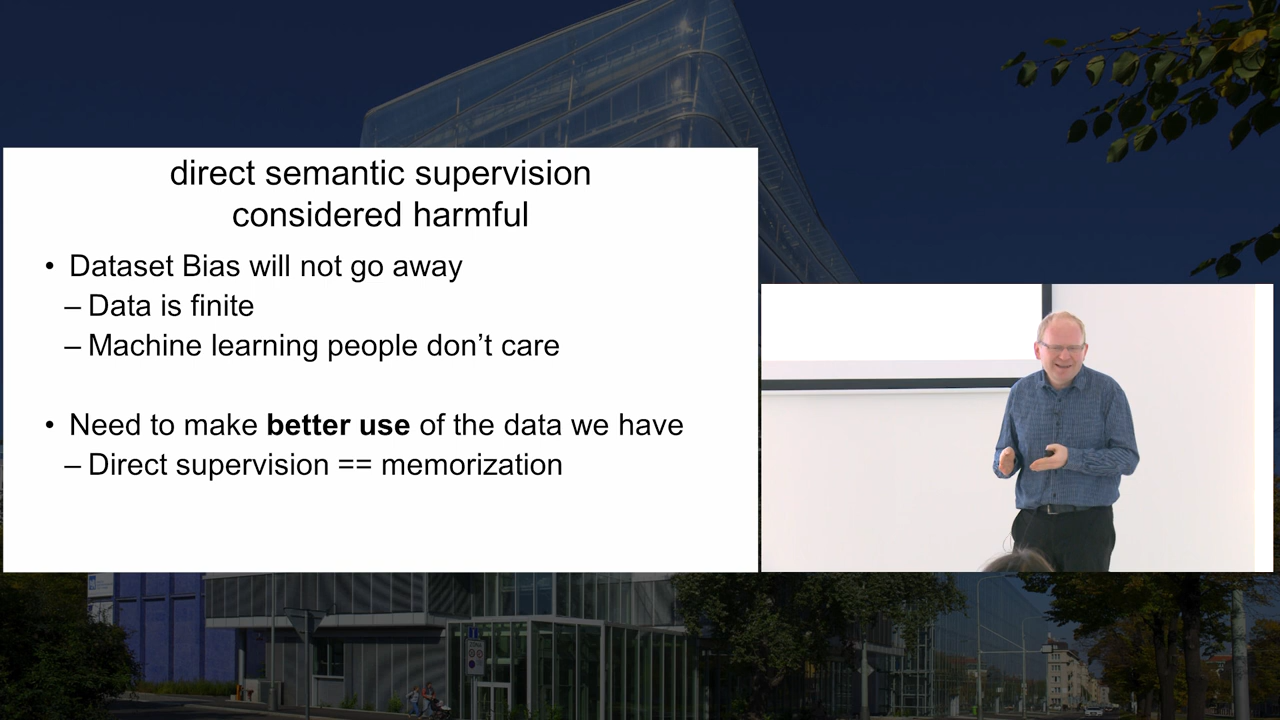 direct semantic supervision
considered harmful
• Dataset Bias will not go away
– Data is finite
– Machine learning people don’t care
• Need to make better use of the data we have
– Direct supervision == memorization